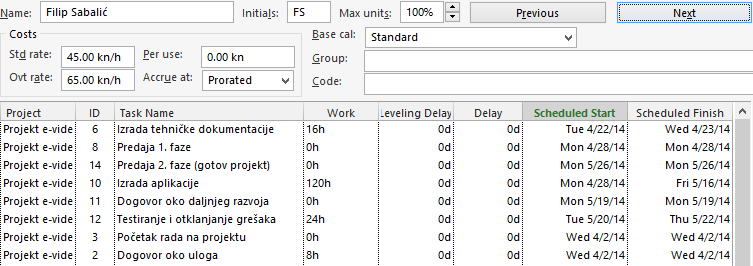 Name: Filip Sabalić Initials: FS Max units: 100% Previous Next
Costs
Std rate: 45.00 kn/h Per use: 0.00 kn
Ovt rate: 65.00 kn/h Accrue at: Prorated
Base cal: Standard
Group:
Code:
Project ID Task Name Work Leveling Delay Delay Scheduled Start Scheduled Finish
Projekt e-vide 6 Izrada tehničke dokumentacije 16h 0d 0d Tue 4/22/14 Wed 4/23/14
Projekt e-vide 8 Predaja 1. faze 0h 0d 0d Mon 4/28/14 Mon 4/28/14
Projekt e-vide 14 Predaja 2. faze (gotov projekt) 0h 0d 0d Mon 5/26/14 Mon 5/26/14
Projekt e-vide 10 Izrada aplikacije 120h 0d 0d Mon 4/28/14 Fri 5/16/14
Projekt e-vide 11 Dogovor oko daljnjeg razvoja 0h 0d 0d Mon 5/19/14 Mon 5/19/14
Projekt e-vide 12 Testiranje i otklanjanje grešaka 24h 0d 0d Tue 5/20/14 Thu 5/22/14
Projekt e-vide 3 Početak rada na projektu 0h 0d 0d Wed 4/2/14 Wed 4/2/14
Projekt e-vide 2 Dogovor oko uloga 8h 0d 0d Wed 4/2/14 Wed 4/2/14